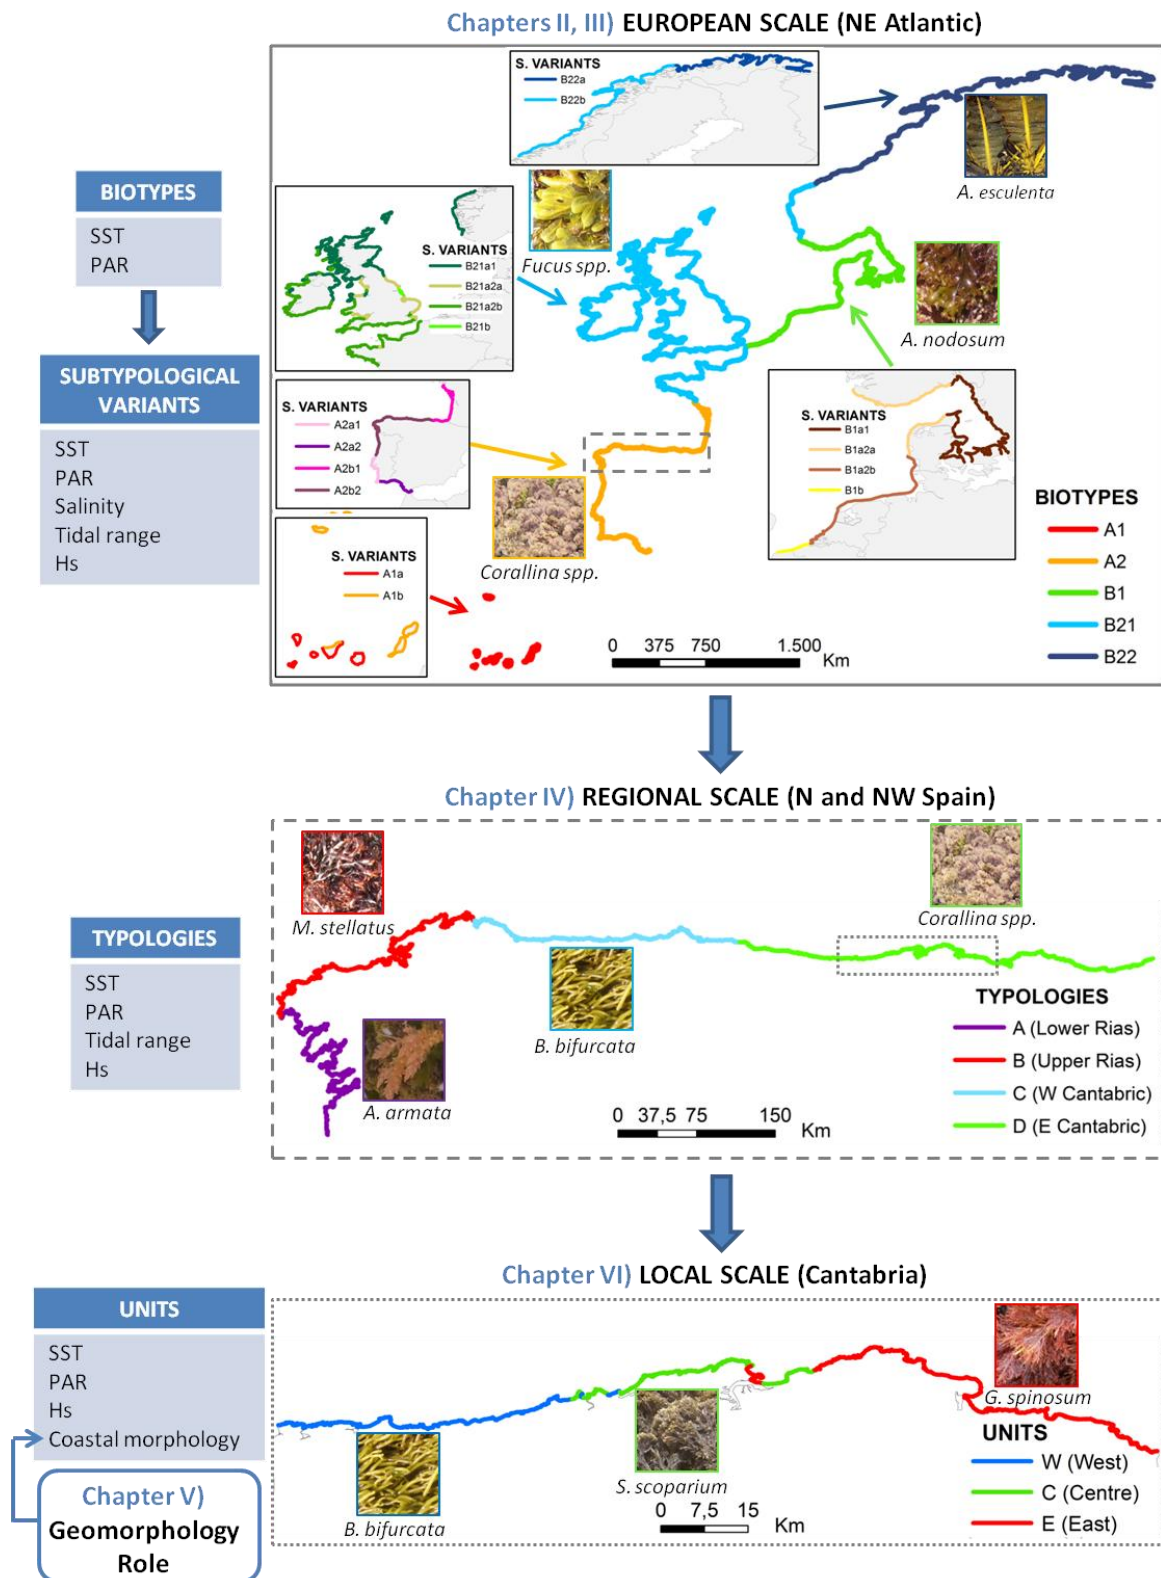 Chapters II, III) EUROPEAN SCALE (NE Atlantic)
BIOTYPES
SST
PAR
SUBTYPOLOGICAL
VARIANTS
SST
PAR
Salinity
Tidal range
Hs
S. VARIANTS
B22a
B22b
A. esculenta
S. VARIANTS
B21a1
B21a2a
B21a2b
B21b
Fucus spp.
A. nodosum
S. VARIANTS
A2a1
A2a2
A2b1
A2b2
Corallina spp.
S. VARIANTS
B1a1
B1a2a
B1a2b
B1b
S. VARIANTS
A1a
A1b
0 375 750 1.500
Km
BIOTYPES
A1
A2
B1
B21
B22
Chapter IV) REGIONAL SCALE (N and NW Spain)
TYPOLOGIES
SST
PAR
Tidal range
Hs
M. stellatus
Corallina spp.
B. bifurcata
A. armata
0 37,5 75 150
Km
TYPOLOGIES
A (Lower Rias)
B (Upper Rias)
C (W Cantabric)
D (E Cantabric)
Chapter VI) LOCAL SCALE (Cantabria)
UNITS
SST
PAR
Hs
Coastal morphology
Chapter V)
Geomorphology
Role
B. bifurcata
S. scoparium
G. spinosum
0 7,5 15
Km
UNITS
W (West)
C (Centre)
E (East)